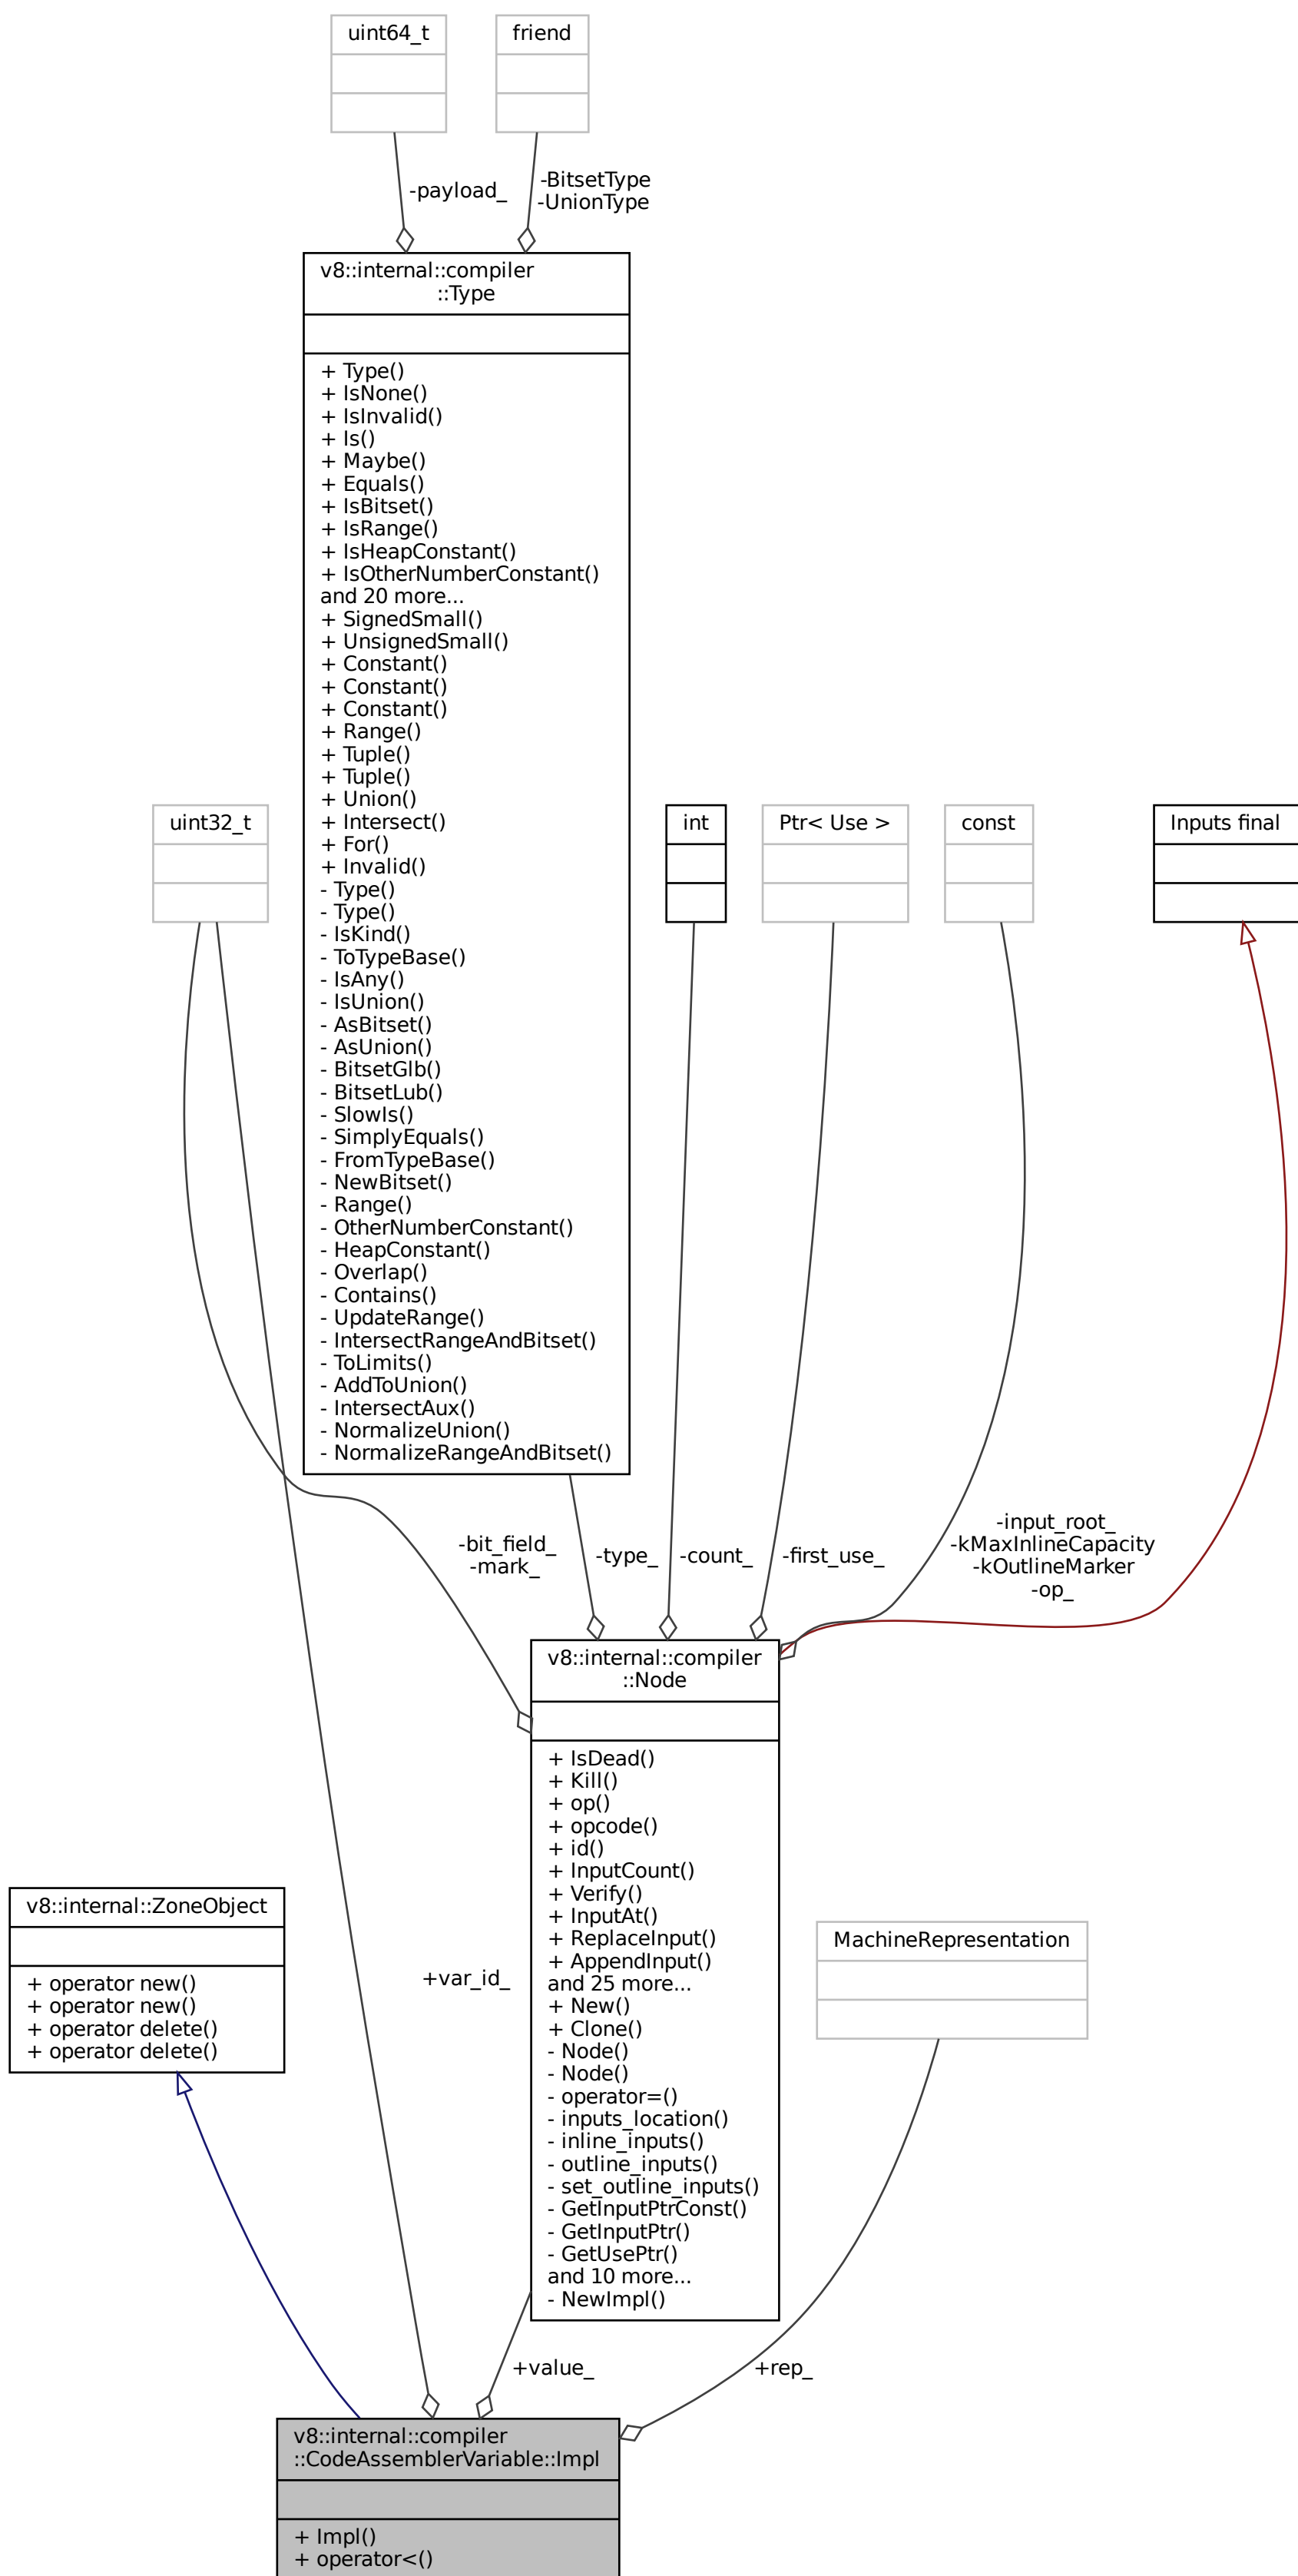 uint64_t
friend
-payload_
-BitsetType
-UnionType
v8::internal::compiler
::Type
+ Type()
+ IsNone()
+ IsInvalid()
+ Is()
+ Maybe()
+ Equals()
+ IsBitset()
+ IsRange()
+ IsHeapConstant()
+ IsOtherNumberConstant()
and 20 more...
+ SignedSmall()
+ UnsignedSmall()
+ Constant()
+ Constant()
+ Constant()
+ Range()
+ Tuple()
+ Tuple()
+ Union()
+ Intersect()
+ For()
+ Invalid()
- Type()
- Type()
- IsKind()
- ToTypeBase()
- IsAny()
- IsUnion()
- AsBitset()
- AsUnion()
- BitsetGlb()
- BitsetLub()
- SlowIs()
- SimplyEquals()
- FromTypeBase()
- NewBitset()
- Range()
- OtherNumberConstant()
- HeapConstant()
- Overlap()
- Contains()
- UpdateRange()
- IntersectRangeAndBitset()
- ToLimits()
- AddToUnion()
- IntersectAux()
- NormalizeUnion()
- NormalizeRangeAndBitset()
uint32_t
int
Ptr< Use >
const
Inputs final
-bit_field_
-mark_
-type_
-count_
-first_use_
-input_root_
-kMaxInlineCapacity
-kOutlineMarker
-op_
v8::internal::compiler
::Node
+ IsDead()
+ Kill()
+ op()
+ opcode()
+ id()
+ InputCount()
+ Verify()
+ InputAt()
+ ReplaceInput()
+ AppendInput()
and 25 more...
+ New()
+ Clone()
- Node()
- Node()
- operator=()
- inputs_location()
- inline_inputs()
- outline_inputs()
- set_outline_inputs()
- GetInputPtrConst()
- GetInputPtr()
- GetUsePtr()
and 10 more...
- NewImpl()
v8::internal::ZoneObject
+ operator new()
+ operator new()
+ operator delete()
+ operator delete()
+var_id_
MachineRepresentation
+value_
+rep_
v8::internal::compiler
::CodeAssemblerVariable::Impl
+ Impl()
+ operator<()